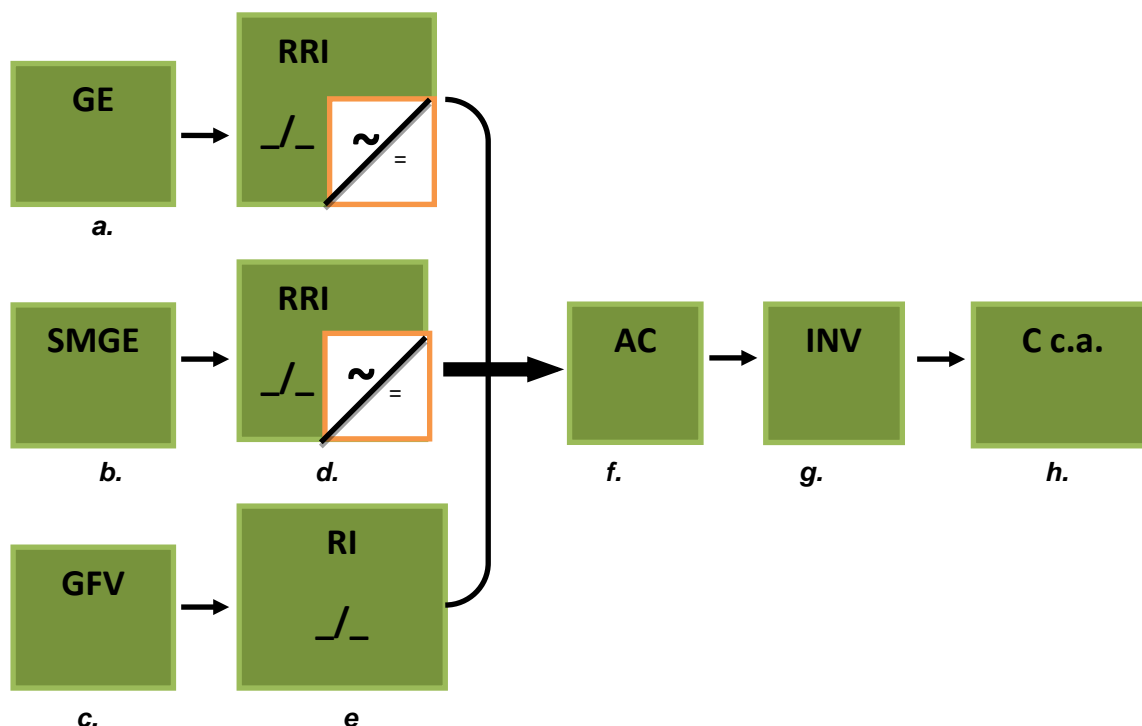 GE
RRI
_/_
~
=
a.
SMGE
RRI
_/_
~
=
AC
INV
C c.a.
b.
d.
f.
g.
h.
GFV
RI
_/_
c.
e